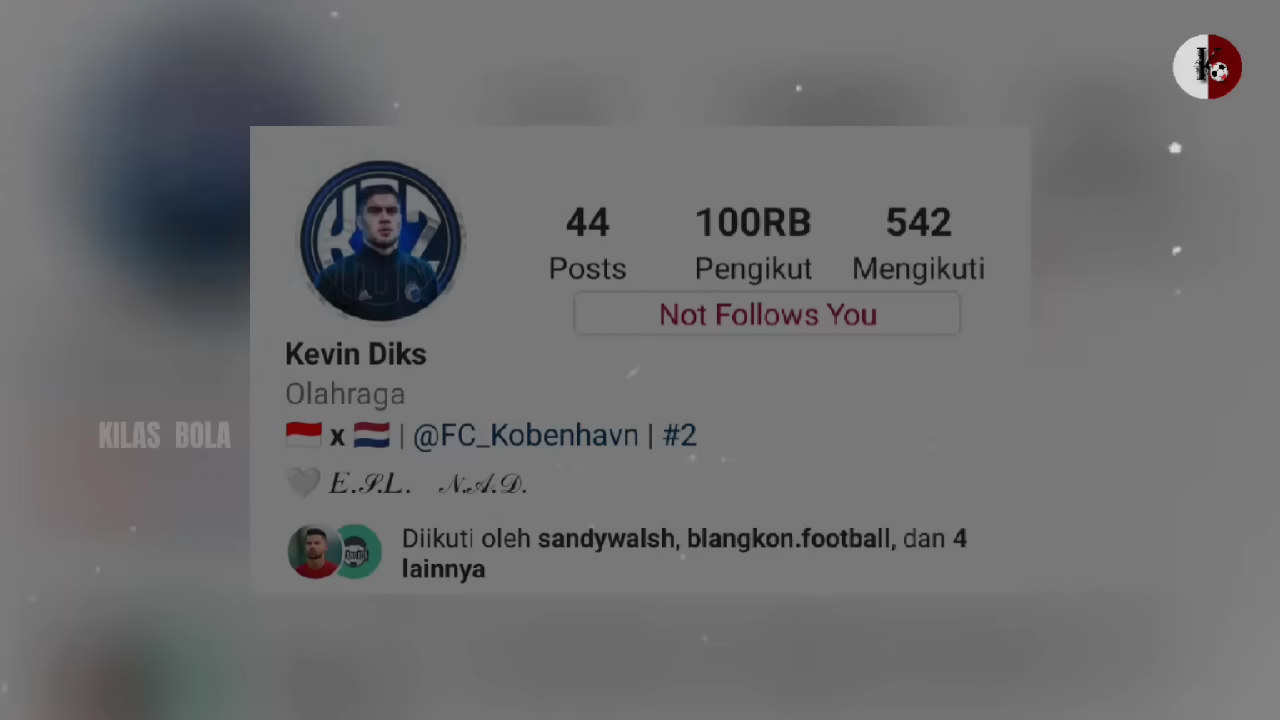 44 100RB 542
Posts Pengikut Mengikuti
Not Follows You
Kevin Diks
Olahraga
🇮🇩 x 🇳🇱 | @FC_Kobenhavn | #2
🤍 E.S.L. N.A.D.
Diikuti oleh sandywalsh, blangkon.football, dan 4
lainnya
KILAS BOLA
K